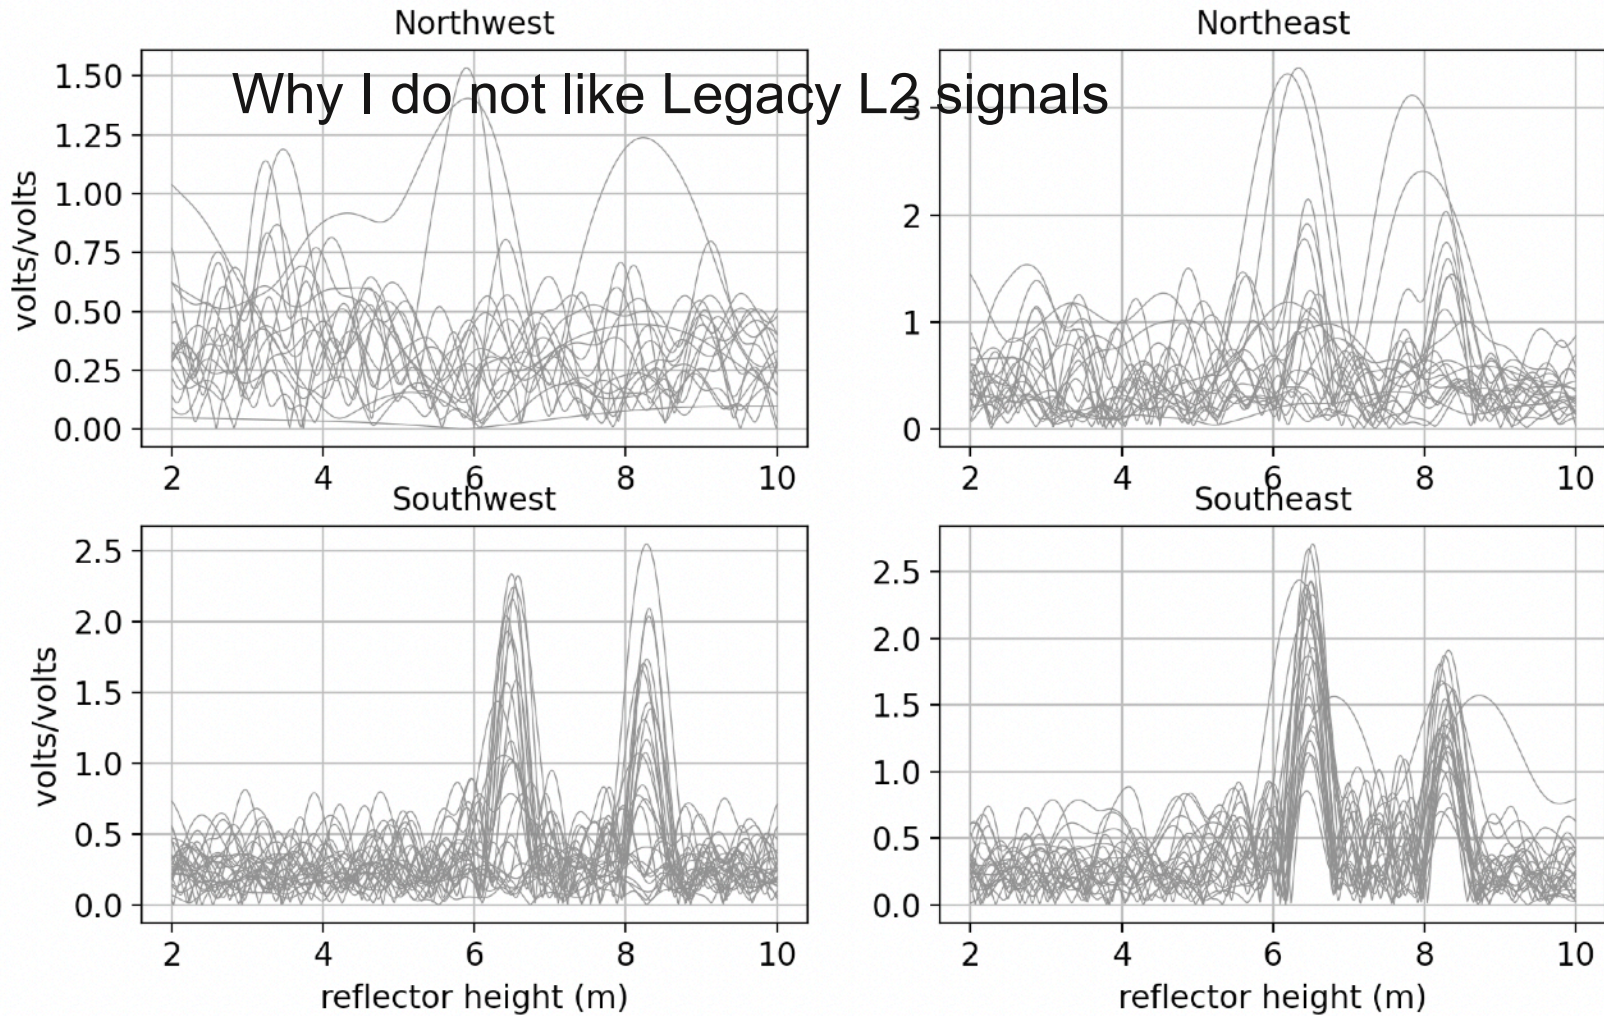 Northwest
Northeast
Why I do not like Legacy L2 signals
1.50
1.25
1.00
0.75
0.50
0.25
0.00
volts/volts
2 4 6 8 10
3
2
1
0
2 4 6 8 10
Southwest
Southeast
2.5
2.0
1.5
1.0
0.5
0.0
volts/volts
2 4 6 8 10
reflector height (m)
2.5
2.0
1.5
1.0
0.5
0.0
2 4 6 8 10
reflector height (m)